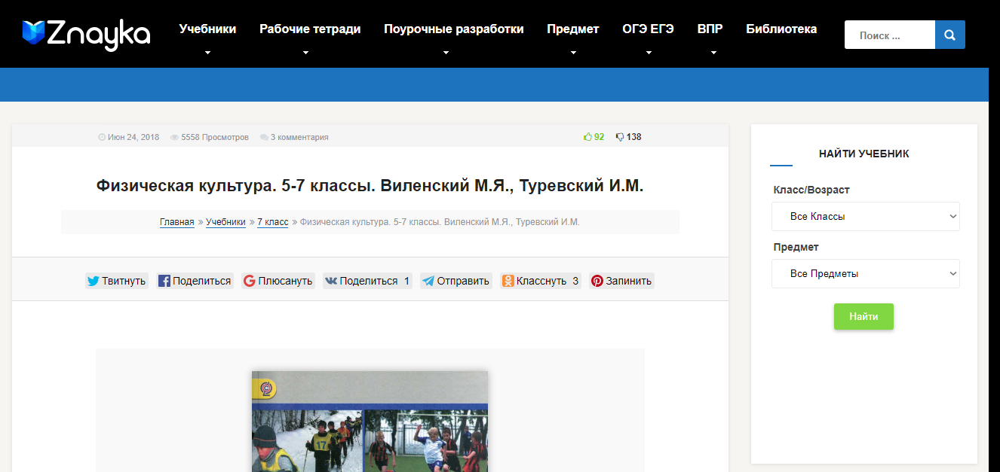 Znayka
Учебники Рабочие тетради Поурочные разработки Предмет ОГЭ ЕГЭ ВПР Библиотека
Поиск ...
Июн 24, 2018 5558 Просмотров 3 комментария 92 138
Физическая культура. 5-7 классы. Виленский М.Я., Туревский И.М.
Главная » Учебники » 7 класс » Физическая культура. 5-7 классы. Виленский М.Я., Туревский И.М.
Твитнуть Поделиться Плюсануть Поделиться 1 Отправить Класснуть 3 Запинить
17
НАЙТИ УЧЕБНИК
Класс/Возраст
Все Классы
Предмет
Все Предметы
Найти